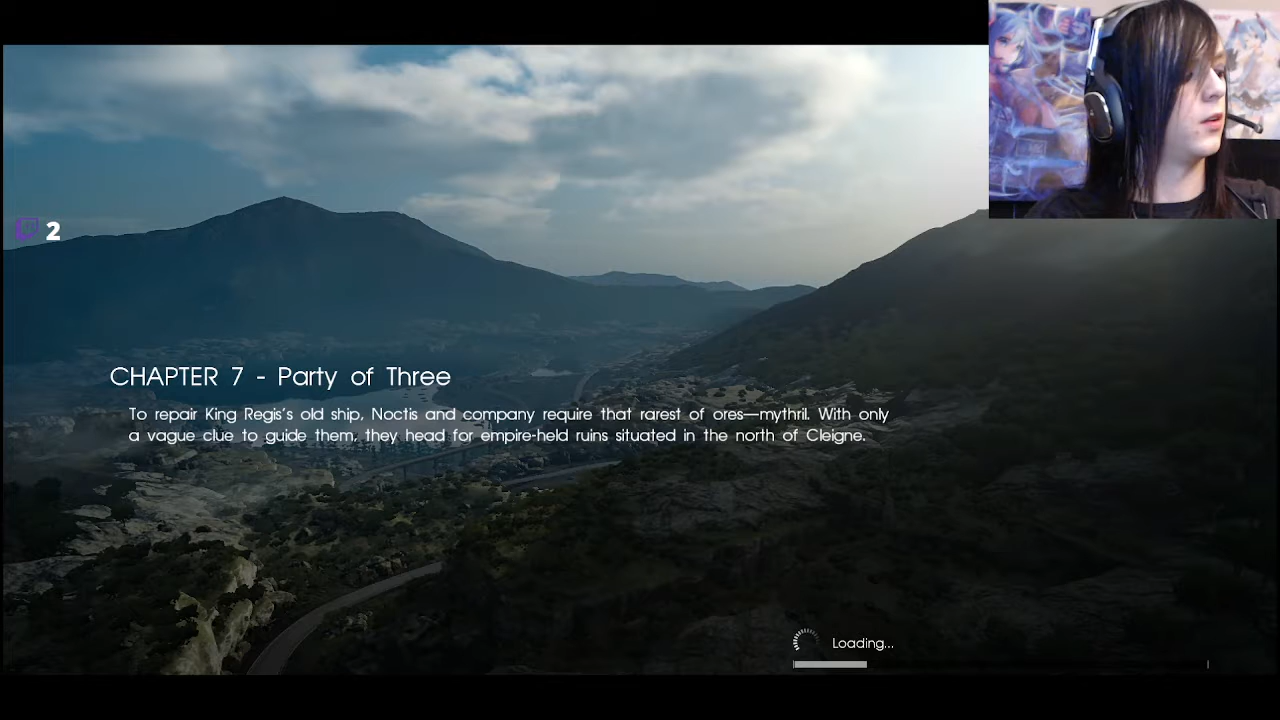 2
CHAPTER 7 - Party of Three
To repair King Regis's old ship, Noctis and company require that rarest of ores—mythril. With only
a vague clue to guide them, they head for empire-held ruins situated in the north of Cleigne.
Loading...